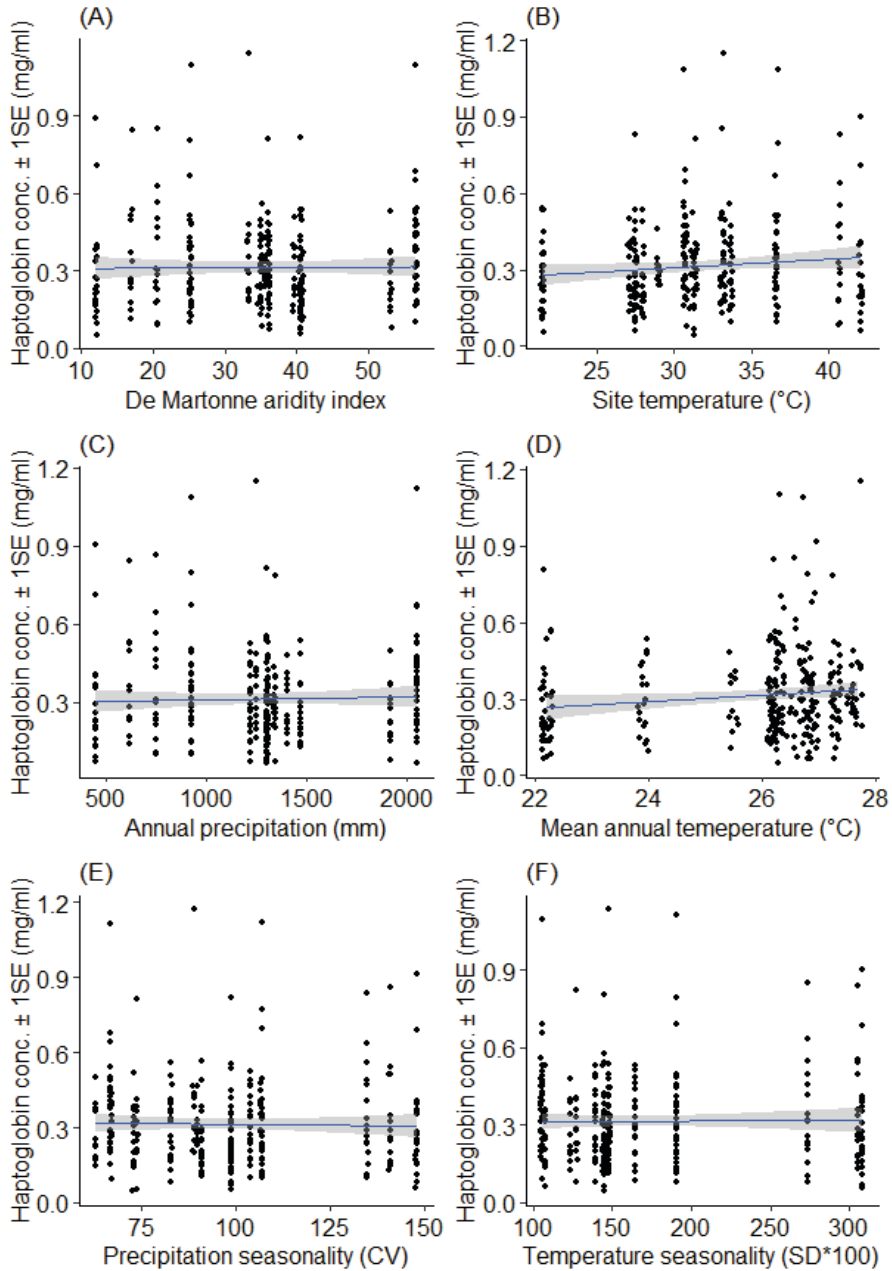 (A)
Haptoglobin conc. ± 1SE (mg/ml)
0.9
0.6
0.3
0.0
10 20 30 40 50
De Martonne aridity index
(B)
Haptoglobin conc. ± 1SE (mg/ml)
1.2
0.9
0.6
0.3
0.0
25 30 35 40
Site temperature (°C)
(C)
Haptoglobin conc. ± 1SE (mg/ml)
1.2
0.9
0.6
0.3
500 1000 1500 2000
Annual precipitation (mm)
(D)
Haptoglobin conc. ± 1SE (mg/ml)
1.2
0.9
0.6
0.3
0.0
22 24 26 28
Mean annual temeperature (°C)
(E)
Haptoglobin conc. ± 1SE (mg/ml)
1.2
0.9
0.6
0.3
0.0
75 100 125 150
Precipitation seasonality (CV)
(F)
Haptoglobin conc. ± 1SE (mg/ml)
0.9
0.6
0.3
0.0
100 150 200 250 300
Temperature seasonality (SD*100)